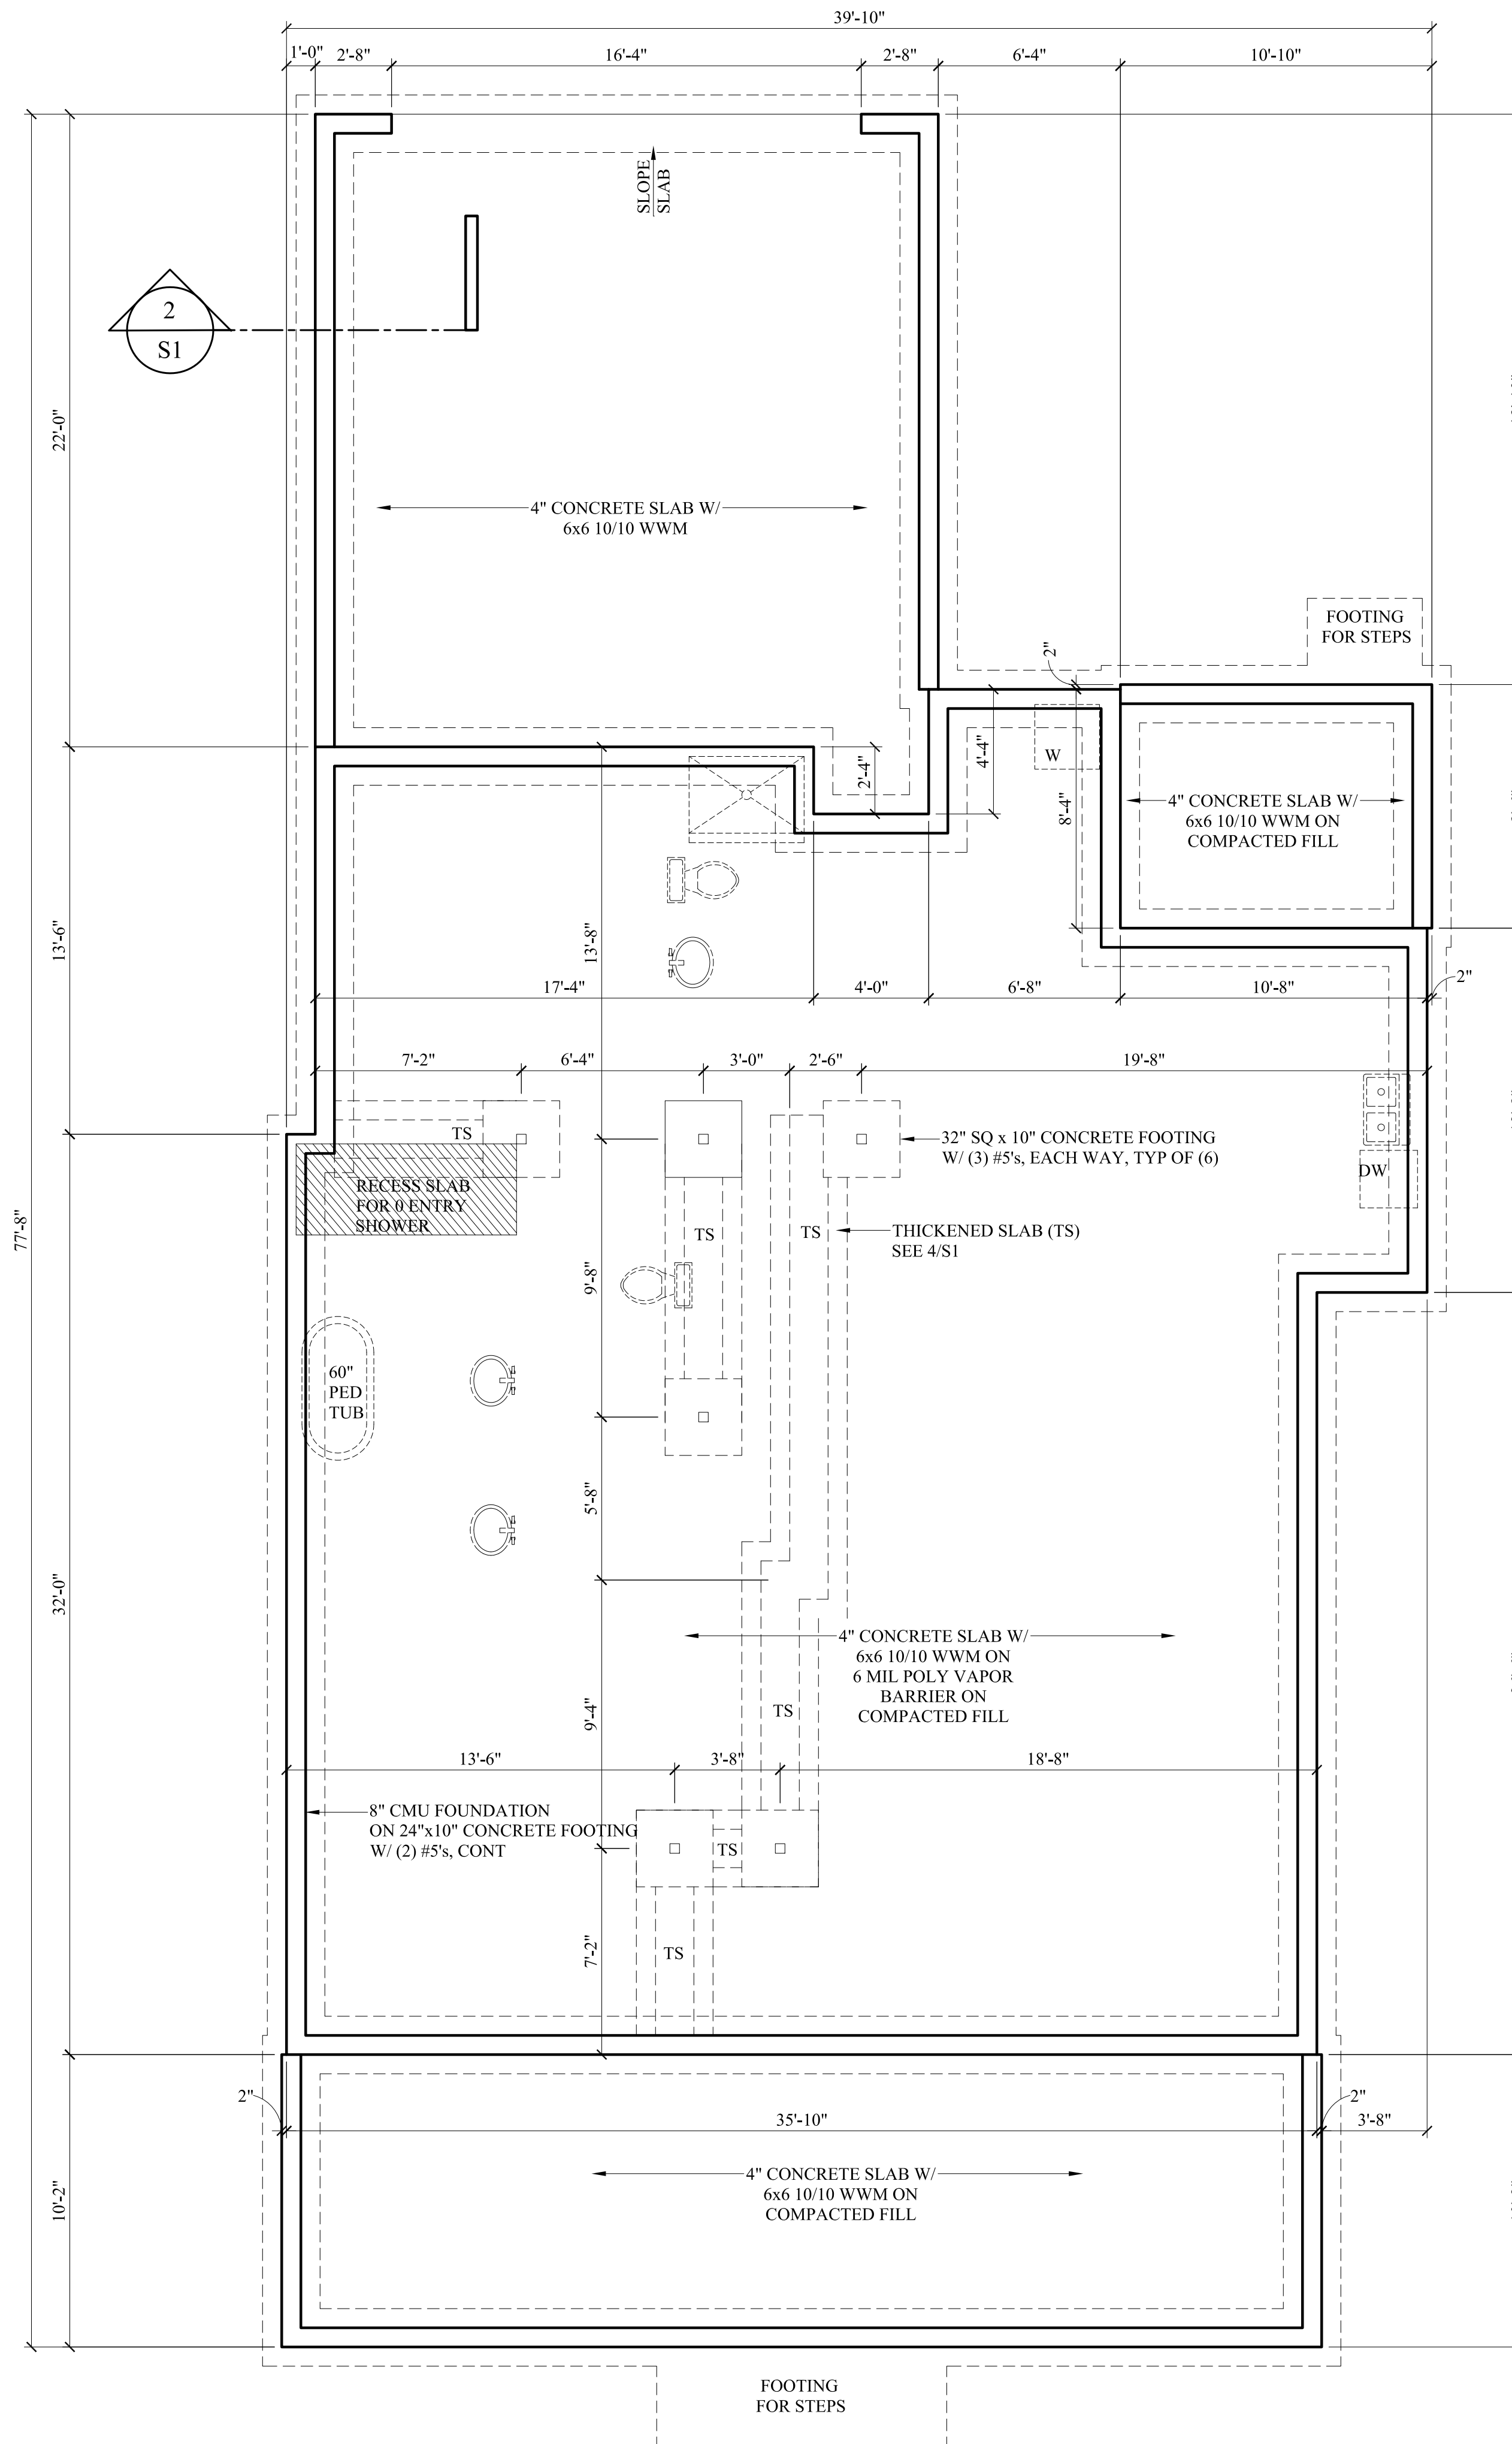 39'-10"
1'-0" 2'-8" 16'-4" 2'-8" 6'-4" 10'-10"
SLOPE
SLAB
2
S1
22'-0"
4" CONCRETE SLAB W/
6x6 10/10 WWM
FOOTING
FOR STEPS
2"
W
4'-4"
2'-4"
8'-4"
4" CONCRETE SLAB W/
6x6 10/10 WWM ON
COMPACTED FILL
13'-6"
13'-8"
17'-4" 4'-0" 6'-8" 10'-8" 2"
7'-2" 6'-4" 3'-0" 2'-6" 19'-8"
TS
32" SQ x 10" CONCRETE FOOTING
W/ (3) #5's, EACH WAY, TYP OF (6)
DW
RECESS SLAB
FOR 0 ENTRY
SHOWER
77'-8"
TS
TS
THICKENED SLAB (TS)
SEE 4/S1
9'-8"
60"
PED
TUB
5'-8"
32'-0"
4" CONCRETE SLAB W/
6x6 10/10 WWM ON
6 MIL POLY VAPOR
BARRIER ON
COMPACTED FILL
TS
9'-4"
13'-6" 3'-8" 18'-8"
8" CMU FOUNDATION
ON 24"x10" CONCRETE FOOTING
W/ (2) #5's, CONT
TS
7'-2"
TS
2" 35'-10" 2" 3'-8"
10'-2"
4" CONCRETE SLAB W/
6x6 10/10 WWM ON
COMPACTED FILL
FOOTING
FOR STEPS